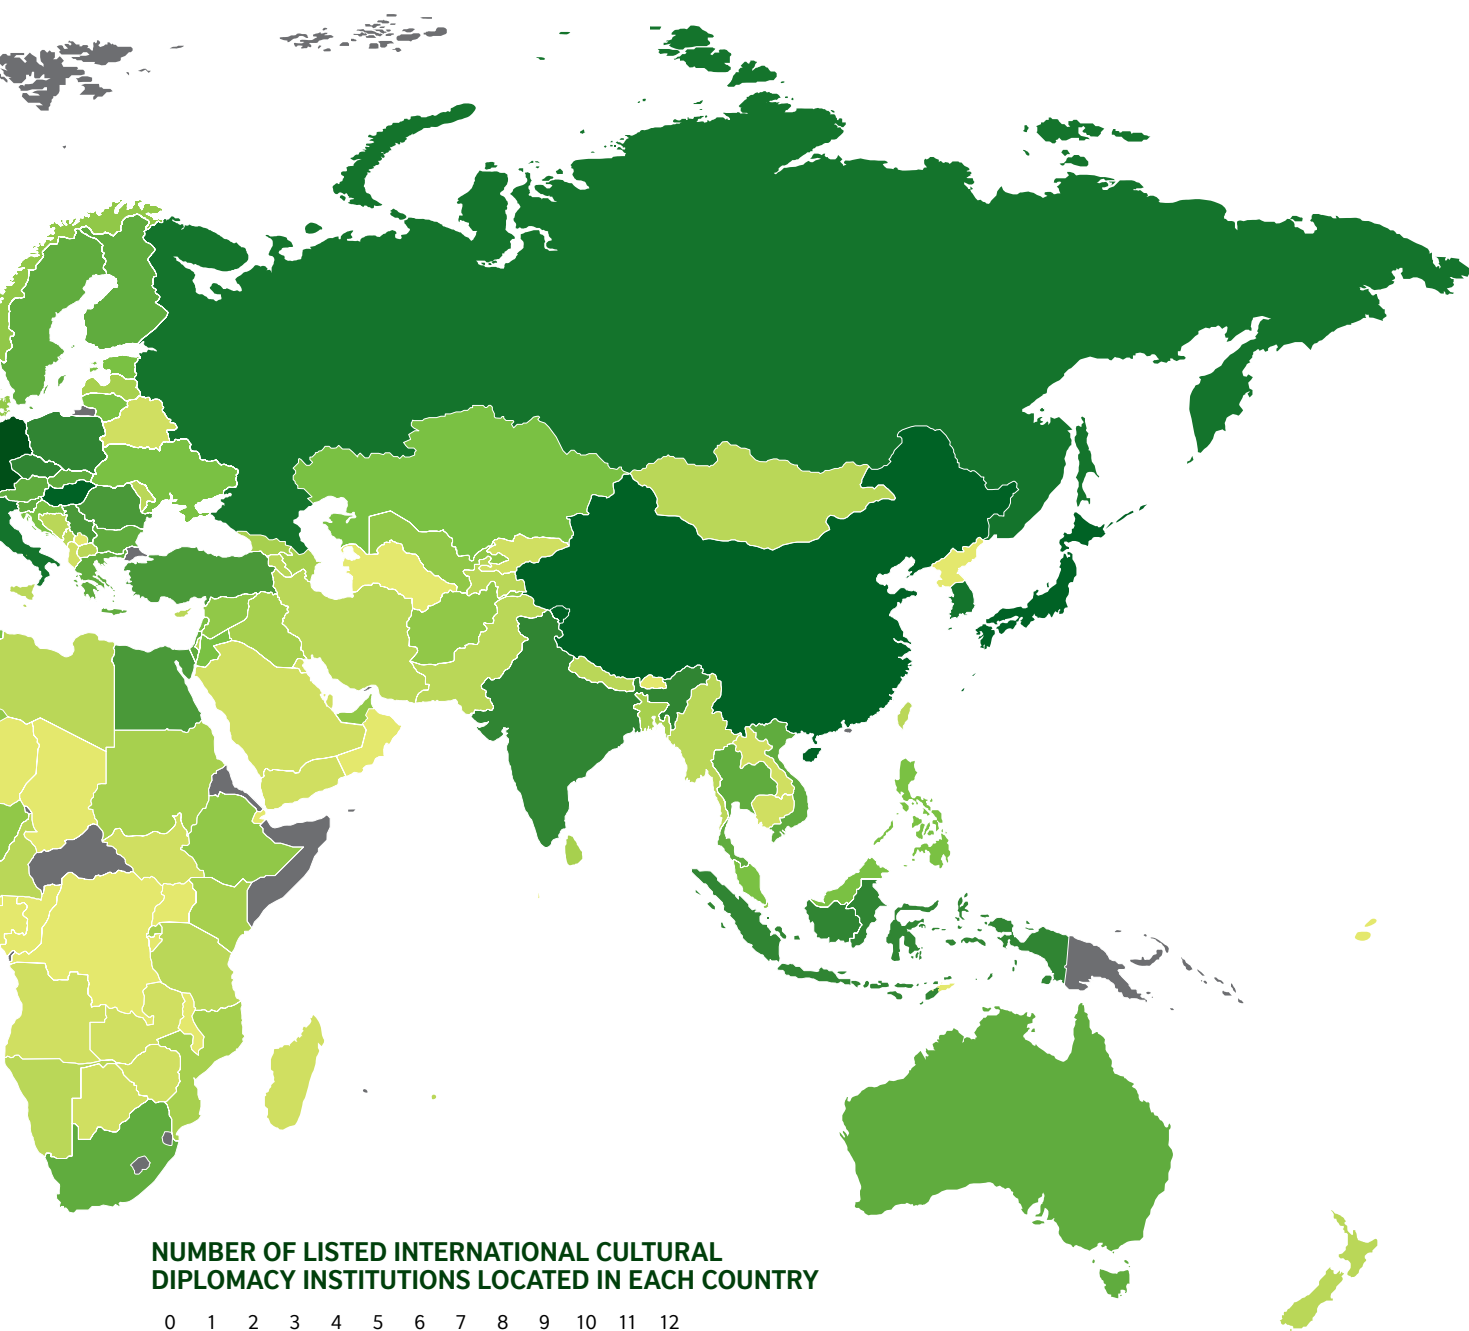 NUMBER OF LISTED INTERNATIONAL CULTURAL
DIPLOMACY INSTITUTIONS LOCATED IN EACH COUNTRY
0 1 2 3 4 5 6 7 8 9 10 11 12